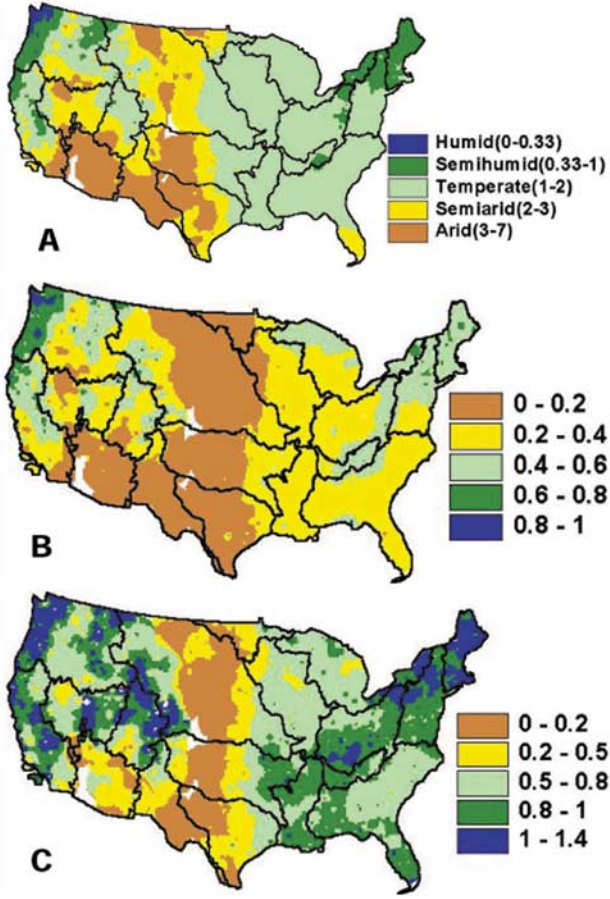 Humid(0-0.33)
Semihumid(0.33-1)
Temperate(1-2)
Semiarid(2-3)
Arid(3-7)
A
0 - 0.2
0.2 - 0.4
0.4 - 0.6
0.6 - 0.8
0.8 - 1
B
0 - 0.2
0.2 - 0.5
0.5 - 0.8
0.8 - 1
1 - 1.4
C